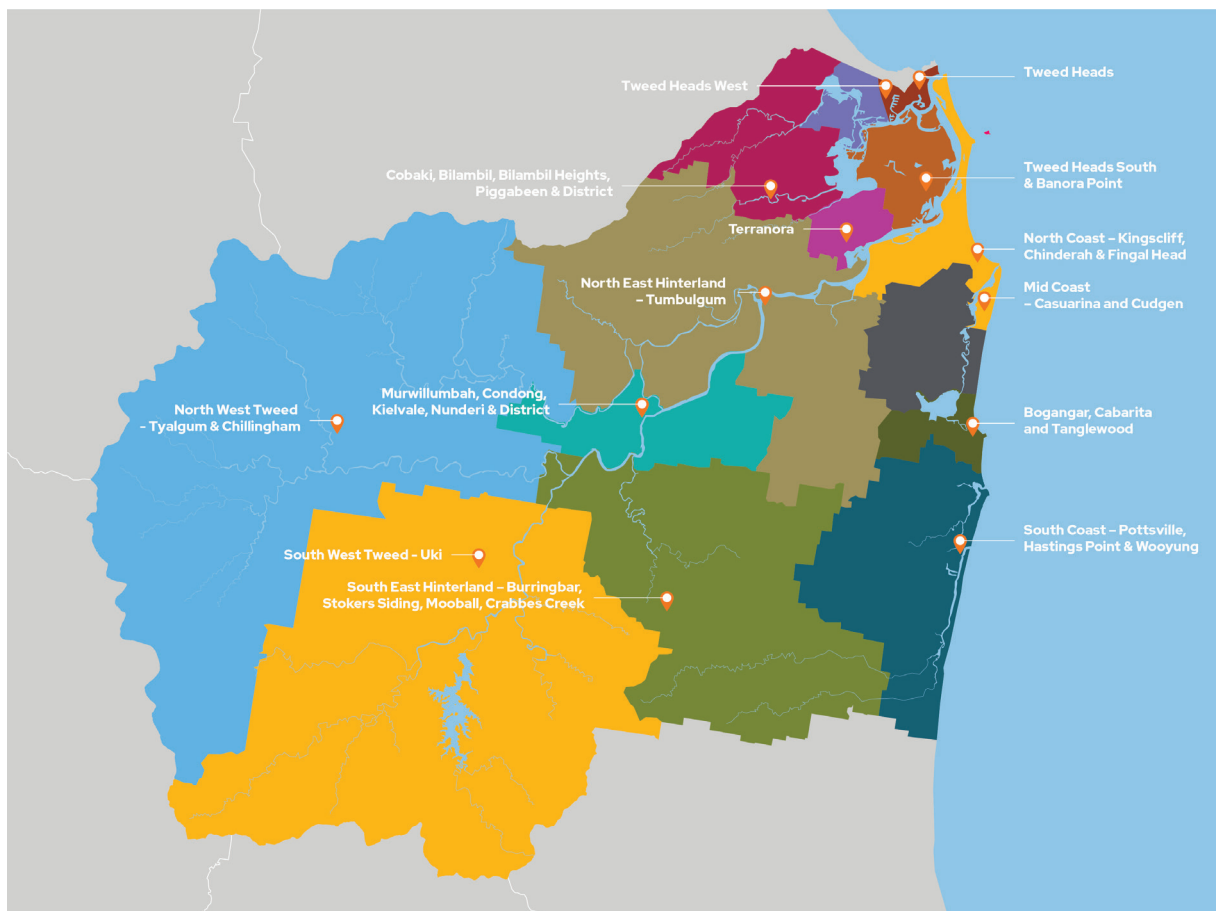 Tweed Heads
Tweed Heads West
Cobaki, Bilambil, Bilambil Heights,
Piggabeen & District
Tweed Heads South
& Banora Point
Terranora
North Coast – Kingscliff,
Chinderah & Fingal Head
North East Hinterland
– Tumbulgum
Mid Coast
– Casuarina and Cudgen
Murwillumbah, Condong,
Kielvale, Nunderi & District
North West Tweed
- Tyalgum & Chillingham
Bogangar, Cabarita
and Tanglewood
South Coast – Pottsville,
Hastings Point & Wooyung
South West Tweed - Uki
South East Hinterland – Burringbar,
Stokers Siding, Mooball, Crabbes Creek